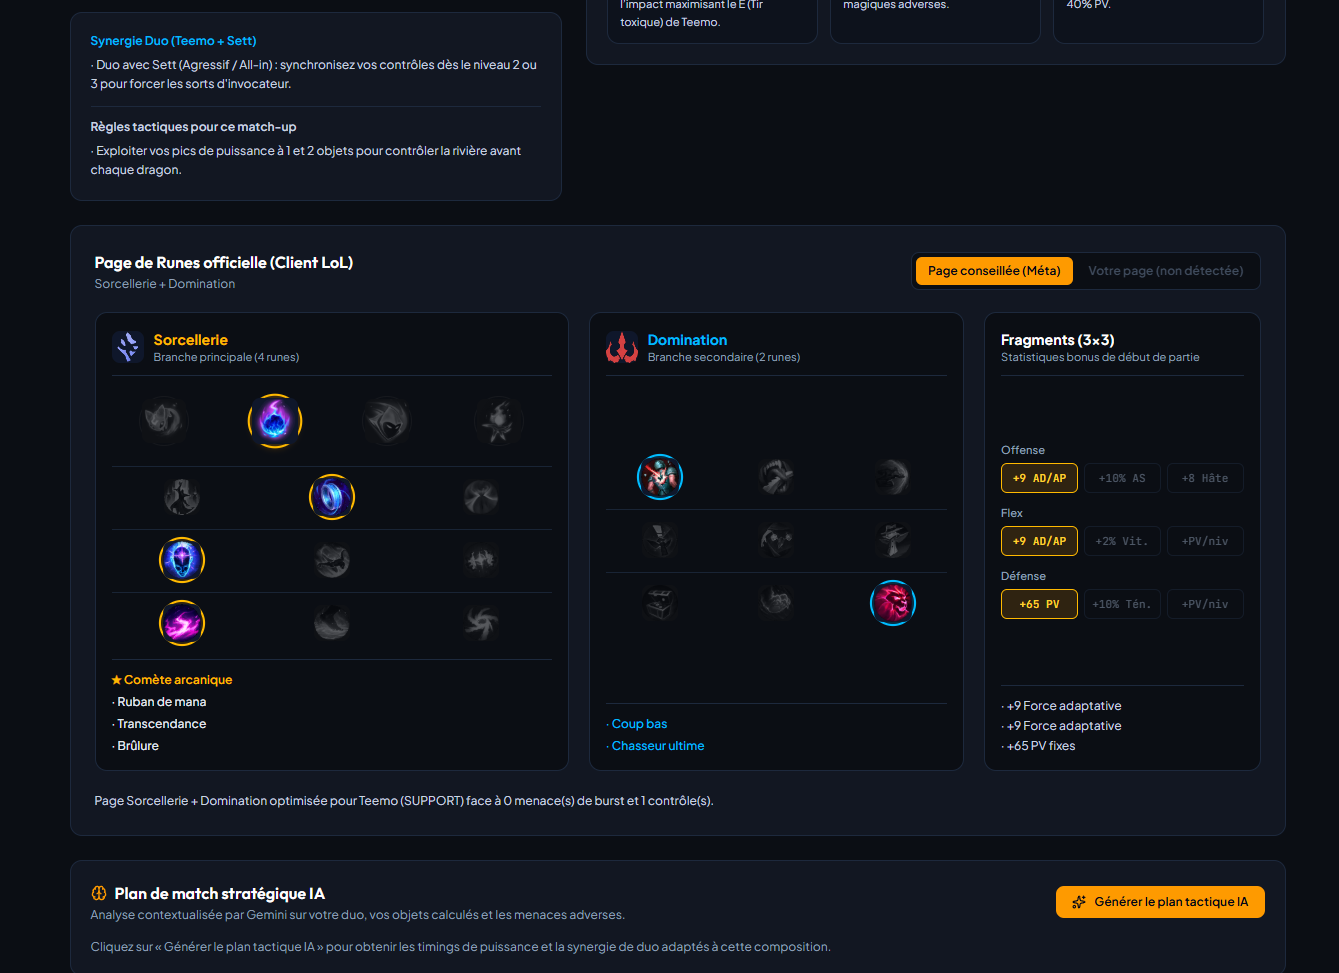 Synergie Duo (Teemo + Sett)
· Duo avec Sett (Agressif / All-in) : synchronisez vos contrôles dès le niveau 2 ou
3 pour forcer les sorts d'invocateur.
Règles tactiques pour ce match-up
· Exploiter vos pics de puissance à 1 et 2 objets pour contrôler la rivière avant
chaque dragon.
l'impact maximisant le E (Tir
toxique) de Teemo.
magiques adverses.
40% PV.
Page de Runes officielle (Client LoL)
Sorcellerie + Domination
Page conseillée (Méta)
Votre page (non détectée)
Sorcellerie
Branche principale (4 runes)
★ Comète arcanique
· Ruban de mana
· Transcendance
· Brûlure
Domination
Branche secondaire (2 runes)
· Coup bas
· Chasseur ultime
Fragments (3×3)
Statistiques bonus de début de partie
Offense
+9 AD/AP
+10% AS
+8 Hâte
Flex
+9 AD/AP
+2% Vit.
+PV/niv
Défense
+65 PV
+10% Tén.
+PV/niv
· +9 Force adaptative
· +9 Force adaptative
· +65 PV fixes
Page Sorcellerie + Domination optimisée pour Teemo (SUPPORT) face à 0 menace(s) de burst et 1 contrôle(s).
Plan de match stratégique IA
Analyse contextualisée par Gemini sur votre duo, vos objets calculés et les menaces adverses.
Générer le plan tactique IA
Cliquez sur « Générer le plan tactique IA » pour obtenir les timings de puissance et la synergie de duo adaptés à cette composition.